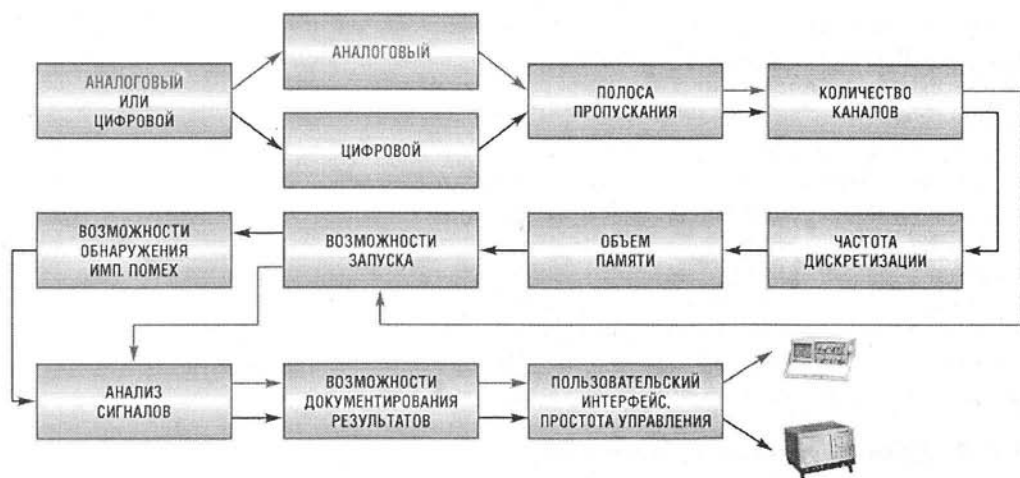 АНАЛОГОВЫЙ
ИЛИ
ЦИФРОВОЙ
АНАЛОГОВЫЙ
ЦИФРОВОЙ
ПОЛОСА
ПРОПУСКАНИЯ
КОЛИЧЕСТВО
КАНАЛОВ
ВОЗМОЖНОСТИ
ОБНАРУЖЕНИЯ
ИМП. ПОМЕХ
ВОЗМОЖНОСТИ
ЗАПУСКА
ОБЪЕМ
ПАМЯТИ
ЧАСТОТА
ДИСКРЕТИЗАЦИИ
АНАЛИЗ
СИГНАЛОВ
ВОЗМОЖНОСТИ
ДОКУМЕНТИРОВАНИЯ
РЕЗУЛЬТАТОВ
ПОЛЬЗОВАТЕЛЬСКИЙ
ИНТЕРФЕЙС,
ПРОСТОТА УПРАВЛЕНИЯ